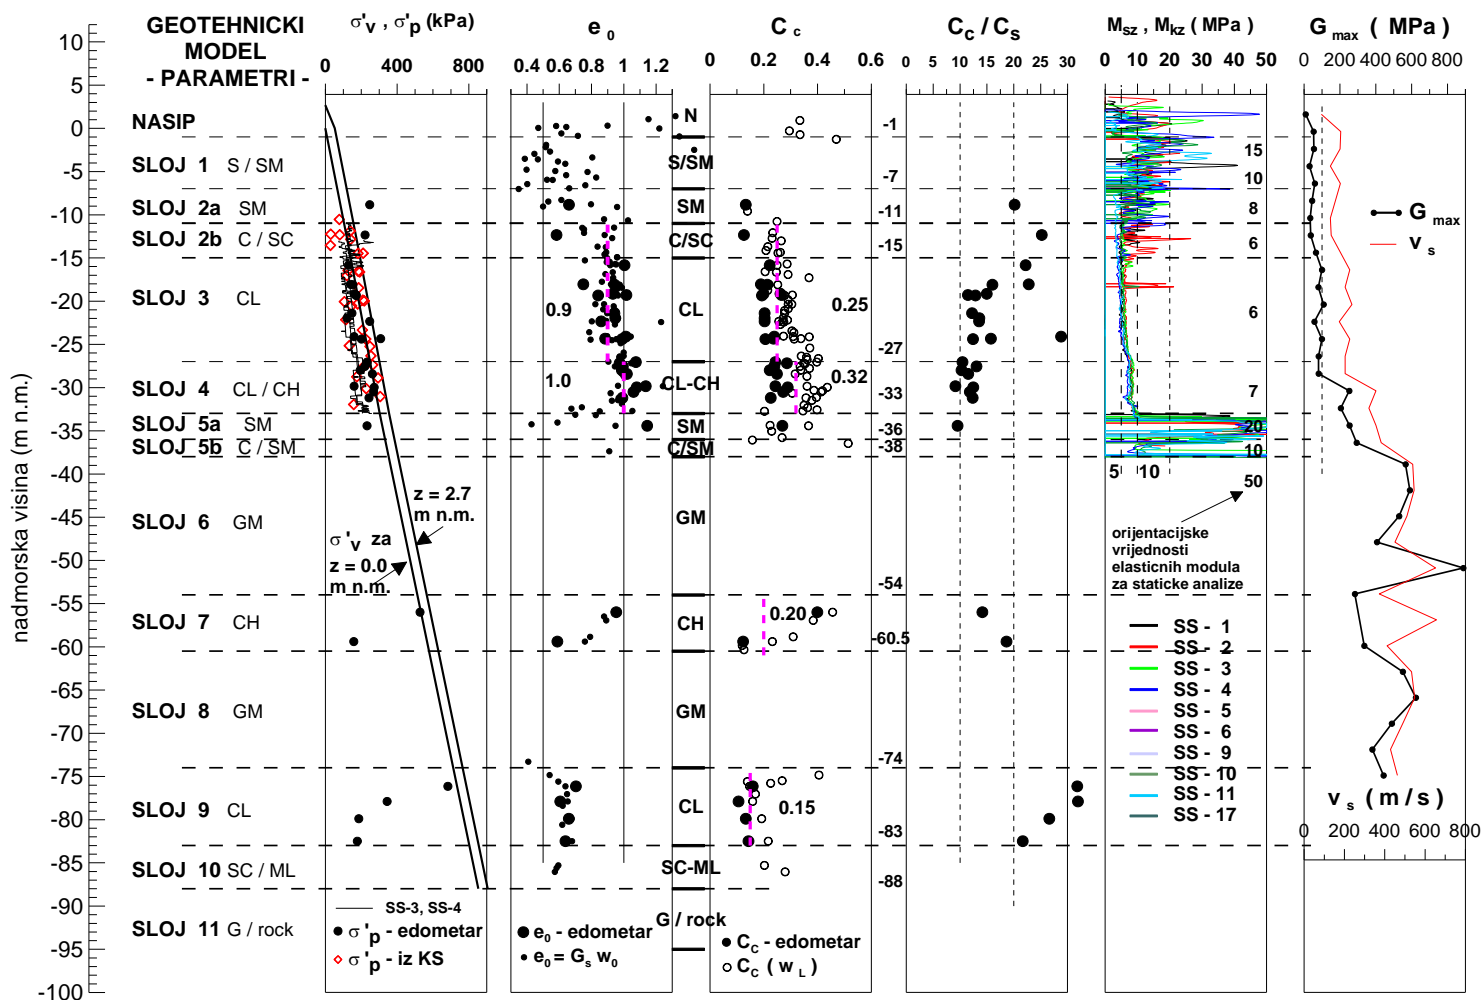 GEOTEHNICKI
MODEL
- PARAMETRI -
σ'v , σ'p (kPa)
0 400 800
e0
0.4 0.6 0.8 1 1.2
Cc
0 0.2 0.4 0.6
Cc / Cs
0 5 10 15 20 25 30
Msz , Mkz ( MPa)
0 10 20 30 40 50
Gmax ( MPa)
0 200 400 600 800
nadmorska visina (m n.m.)
10
5
0
-5
-10
-15
-20
-25
-30
-35
-40
-45
-50
-55
-60
-65
-70
-75
-80
-85
-90
-95
-100
NASIP
SLOJ 1 S / SM
SLOJ 2a SM
SLOJ 2b C / SC
SLOJ 3 CL
SLOJ 4 CL / CH
SLOJ 5a SM
SLOJ 5b C / SM
SLOJ 6 GM
SLOJ 7 CH
SLOJ 8 GM
SLOJ 9 CL
SLOJ 10 SC / ML
SLOJ 11 G / rock
z = 2.7
m n.m.
σ'v za
z = 0.0
m n.m.
SS-3, SS-4
σ'p - edometar
σ'p - iz KS
0.9
1.0
e0 - edometar
e0 = Gs w0
N
S/SM
SM
C/SC
CL
CL-CH
SM
C/SM
GM
CH
GM
CL
SC-ML
G / rock
0.25
0.32
0.20
0.15
Cc - edometar
Cc ( wL )
-1
-7
-11
-15
-27
-33
-36
-38
-54
-60.5
-74
-83
-88
15
10
8
6
6
7
20
10
5 10
50
orijentacijske
vrijednosti
elasticnih modula
za staticke analize
SS - 1
SS - 2
SS - 3
SS - 4
SS - 5
SS - 6
SS - 9
SS - 10
SS - 11
SS - 17
Gmax
vs
vs ( m / s )
0 200 400 600 800